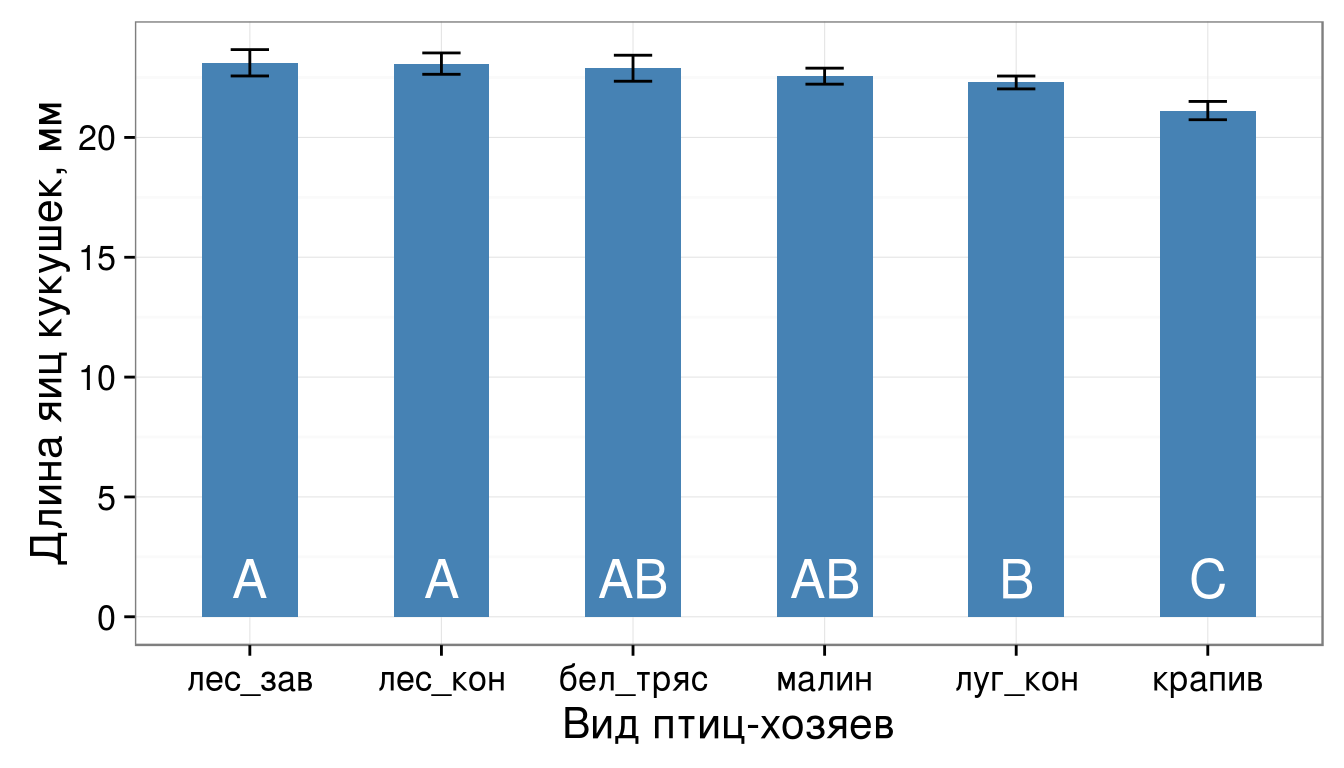 Длина яиц кукушек, мм
20
15
10
5
0
A
A
AB
AB
B
C
лес_зав
лес_кон
бел_тряс
малин
луг_кон
крапив
Вид птиц-хозяев